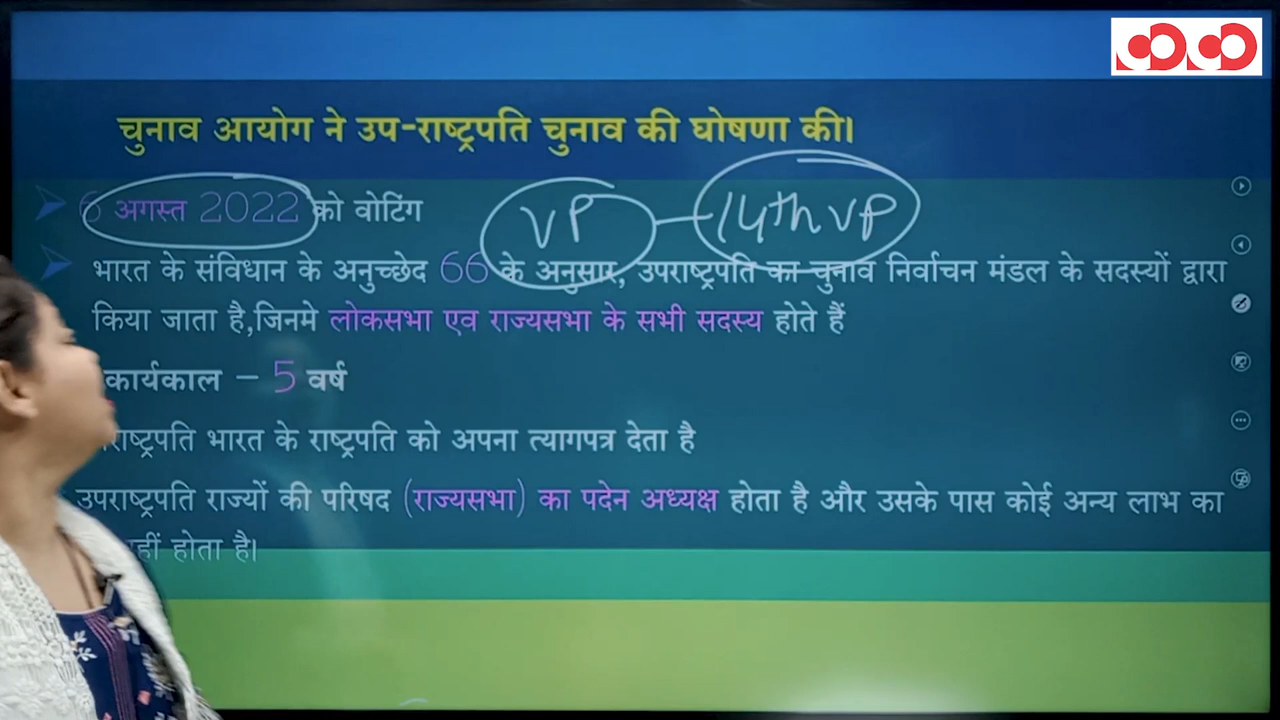 चुनाव आयोग ने उप-राष्ट्रपति चुनाव की घोषणा की।
6 अगस्त 2022 को वोटिंग
VP - 14th VP
भारत के संविधान के अनुच्छेद 66 के अनुसार, उपराष्ट्रपति का चुनाव निर्वाचन मंडल के सदस्यों द्वारा
किया जाता है,जिनमे लोकसभा एव राज्यसभा के सभी सदस्य होते हैं
कार्यकाल – 5 वर्ष
राष्ट्रपति भारत के राष्ट्रपति को अपना त्यागपत्र देता है
उपराष्ट्रपति राज्यों की परिषद (राज्यसभा) का पदेन अध्यक्ष होता है और उसके पास कोई अन्य लाभ का
होता है।